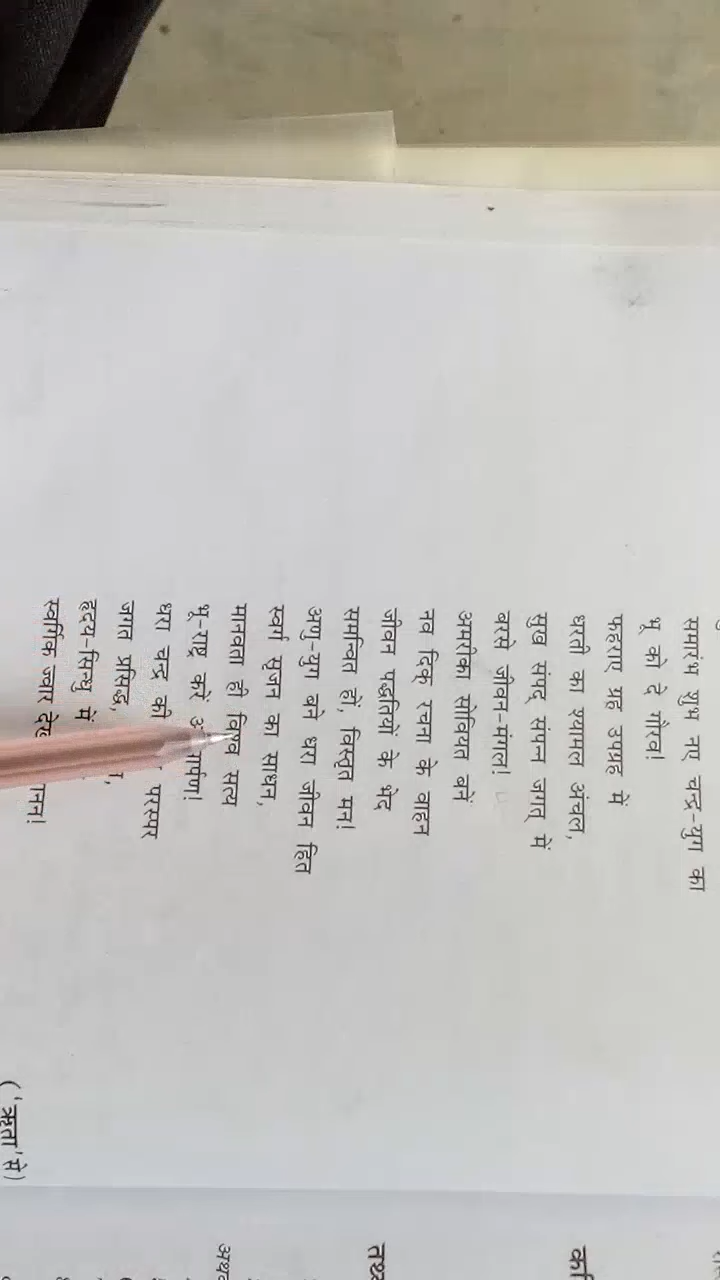 समारंभ शुभ नए चन्द्र-युग का
भू को दे गौरव!
फहराए ग्रह उपग्रह में
धरती का श्यामल अंचल,
सुख संपद् संपन्न जगत् में
बरसे जीवन-मंगल!
अमरीका सोवियत बनें
नव दिक् रचना के वाहन
जीवन पद्धतियों के भेद
समन्वित हों, विस्तृत मन!
अणु-युग बने धरा जीवन हित
स्वर्ग सृजन का साधन,
मानवता ही विश्व सत्य
भू-राष्ट्र करें
धरा चन्द्र की परस्पर
जगत प्रसिद्ध,
हृदय-सिन्धु में
स्वर्गिक ज्वार
('ऋता' से)